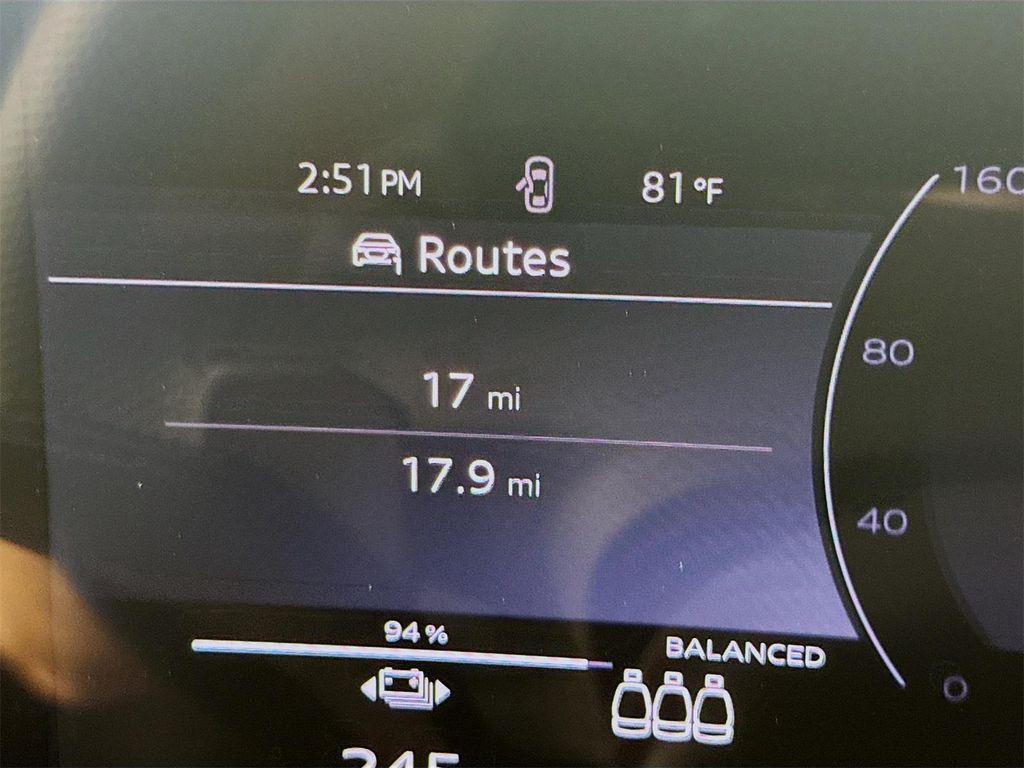 2:51 PM 81 °F
Routes
17 mi
17.9 mi
94 %
BALANCED
160
80
40
0